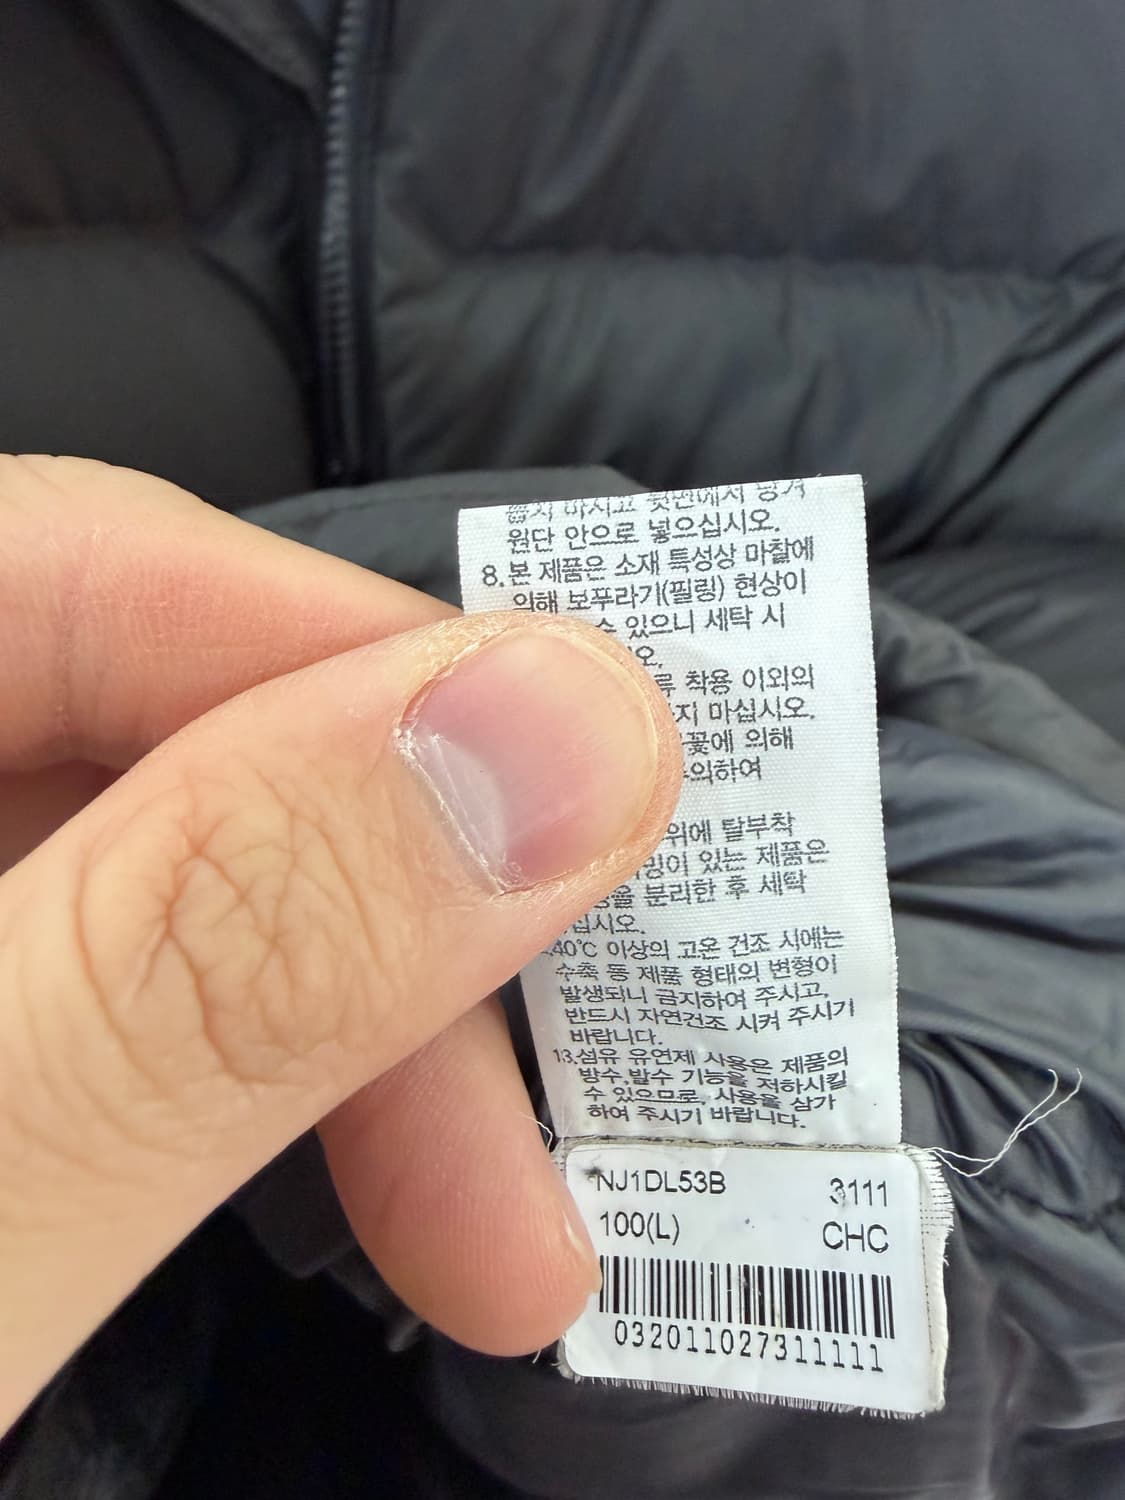 원단 안으로 넣으십시오.
8. 본 제품은 소재 특성상 마찰에
의해 보푸라기(필링) 현상이
수 있으니 세탁 시
착용 이외의
마십시오.
의해
위에 탈부착
있는 제품은
분리한 후 세탁
40℃ 이상의 고온 건조 시에는
수축 등 제품 형태의 변형이
발생되니 금지하여 주시고,
반드시 자연건조 시켜 주시기
바랍니다.
13.섬유 유연제 사용은 제품의
방수,발수 기능을 저하시킬
수 있으므로, 사용을 삼가
하여 주시기 바랍니다.
NJ1DL53B 3111
100(L) CHC
032011027311111